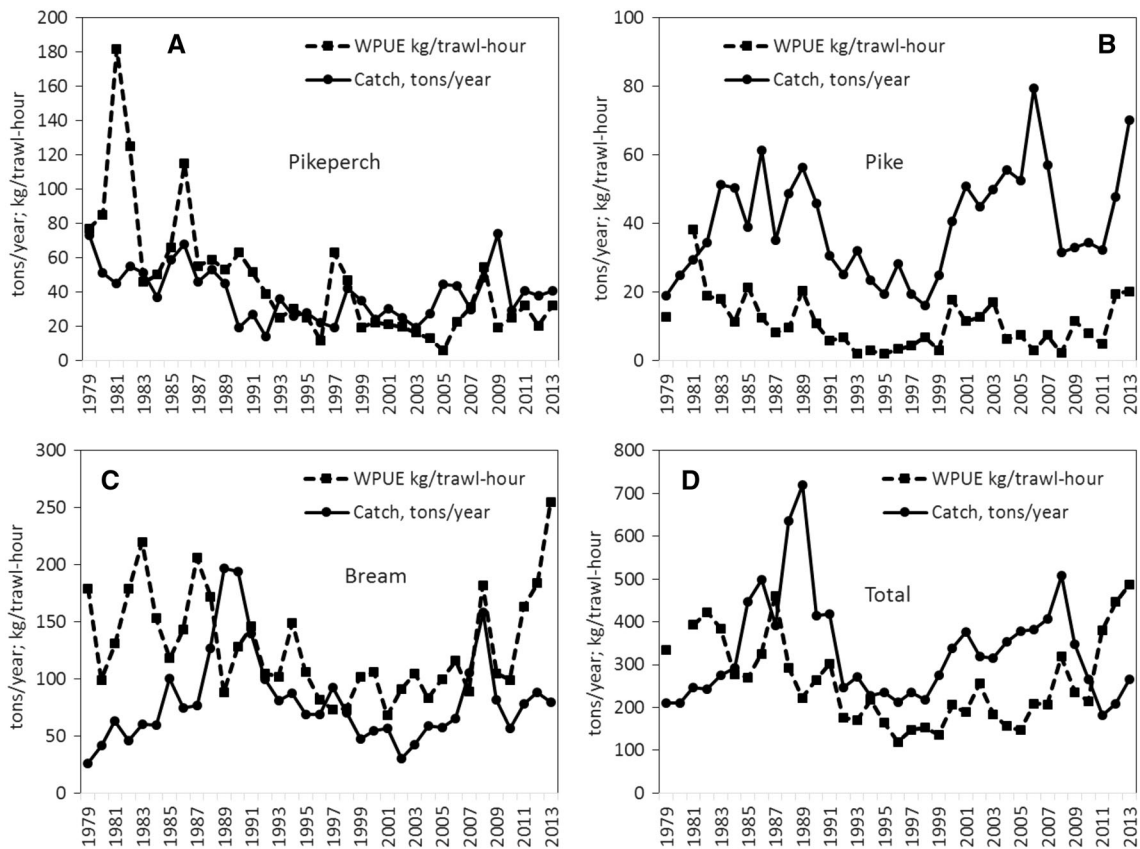 A
WPUE kg/trawl-hour
Catch, tons/year
Pikeperch
tons/year; kg/trawl-hour
200
180
160
140
120
100
80
60
40
20
0
1979 1981 1983 1985 1987 1989 1991 1993 1995 1997 1999 2001 2003 2005 2007 2009 2011 2013
B
WPUE kg/trawl-hour
Catch, tons/year
Pike
tons/year; kg/trawl-hour
100
80
60
40
20
0
1979 1981 1983 1985 1987 1989 1991 1993 1995 1997 1999 2001 2003 2005 2007 2009 2011 2013
C
WPUE kg/trawl-hour
Catch, tons/year
Bream
tons/year; kg/trawl-hour
300
250
200
150
100
50
0
1979 1981 1983 1985 1987 1989 1991 1993 1995 1997 1999 2001 2003 2005 2007 2009 2011 2013
D
WPUE kg/trawl-hour
Catch, tons/year
Total
tons/year; kg/trawl-hour
800
700
600
500
400
300
200
100
0
1979 1981 1983 1985 1987 1989 1991 1993 1995 1997 1999 2001 2003 2005 2007 2009 2011 2013